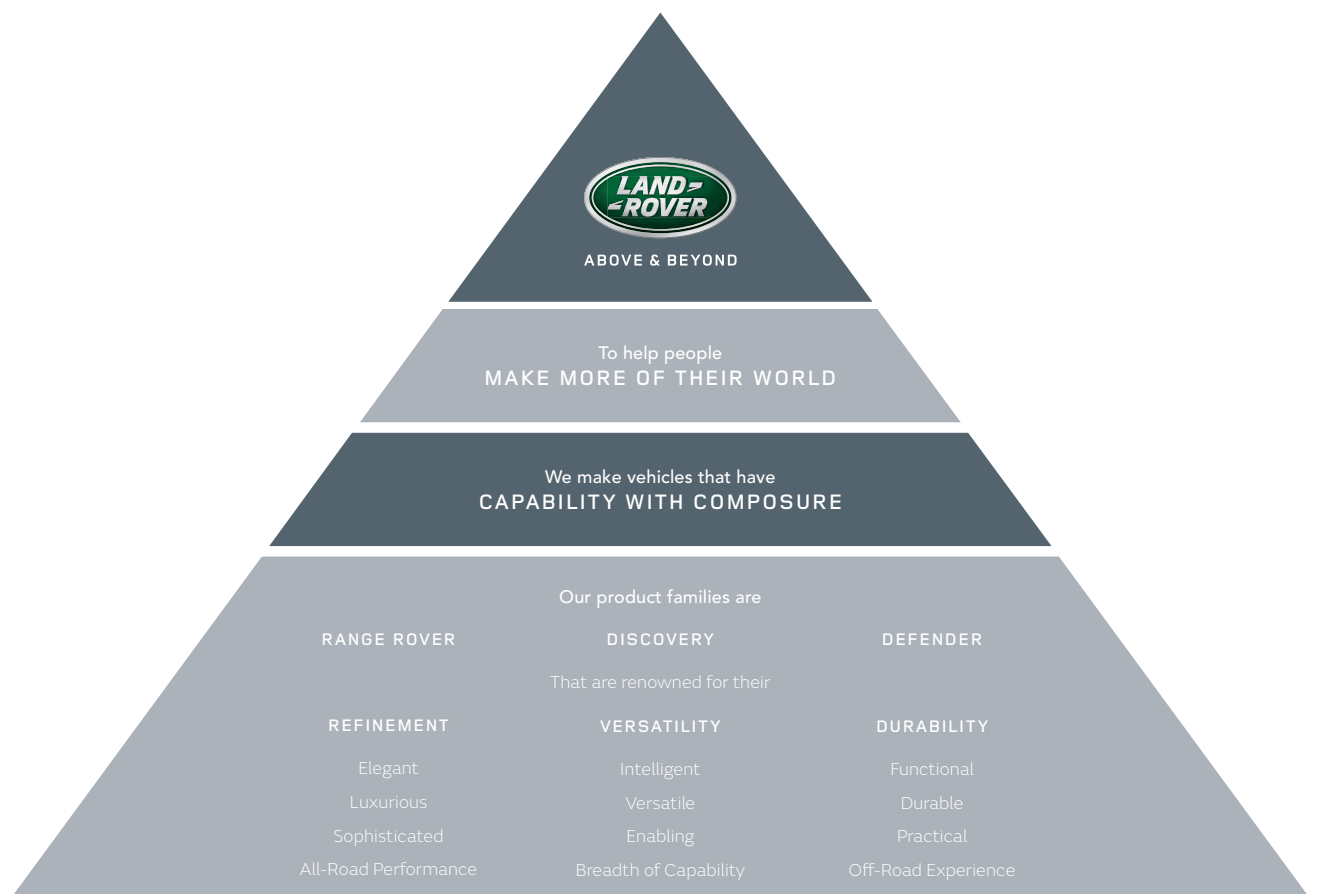 LAND
ROVER
ABOVE & BEYOND
To help people
MAKE MORE OF THEIR WORLD
We make vehicles that have
CAPABILITY WITH COMPOSURE
Our product families are
RANGE ROVER DISCOVERY DEFENDER
That are renowned for their
REFINEMENT VERSATILITY DURABILITY
Elegant Intelligent Functional
Luxurious Versatile Durable
Sophisticated Enabling Practical
All-Road Performance Breadth of Capability Off-Road Experience